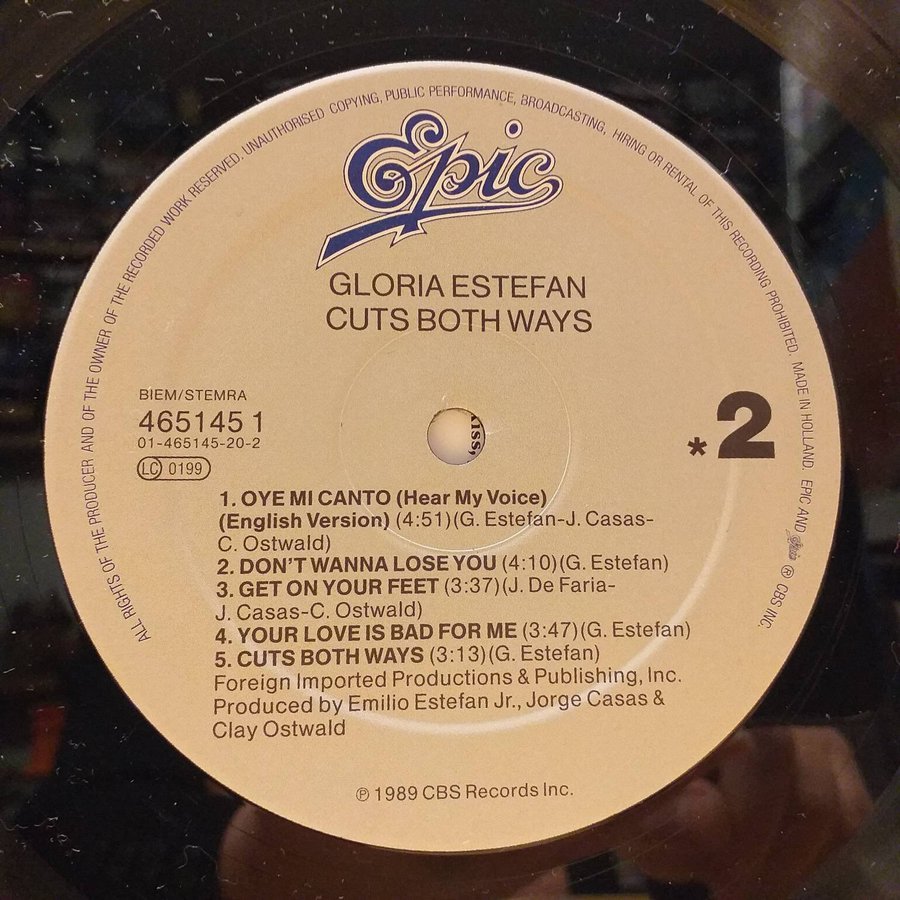 ALL RIGHTS OF THE PRODUCER AND OF THE OWNER OF THE RECORDED WORK RESERVED. UNAUTHORISED COPYING, PUBLIC PERFORMANCE, BROADCASTING, HIRING OR RENTAL OF THIS RECORDING PROHIBITED. MADE IN HOLLAND. EPIC AND Epic ® CBS INC.
Epic
GLORIA ESTEFAN
CUTS BOTH WAYS
BIEM/STEMRA
465145 1
01-465145-20-2
LC 0199
*2
1. OYE MI CANTO (Hear My Voice)
(English Version) (4:51)(G. Estefan-J. Casas-
C. Ostwald)
2. DON'T WANNA LOSE YOU (4:10)(G. Estefan)
3. GET ON YOUR FEET (3:37)(J. De Faria-
J. Casas-C. Ostwald)
4. YOUR LOVE IS BAD FOR ME (3:47)(G. Estefan)
5. CUTS BOTH WAYS (3:13)(G. Estefan)
Foreign Imported Productions & Publishing, Inc.
Produced by Emilio Estefan Jr., Jorge Casas &
Clay Ostwald
℗ 1989 CBS Records Inc.